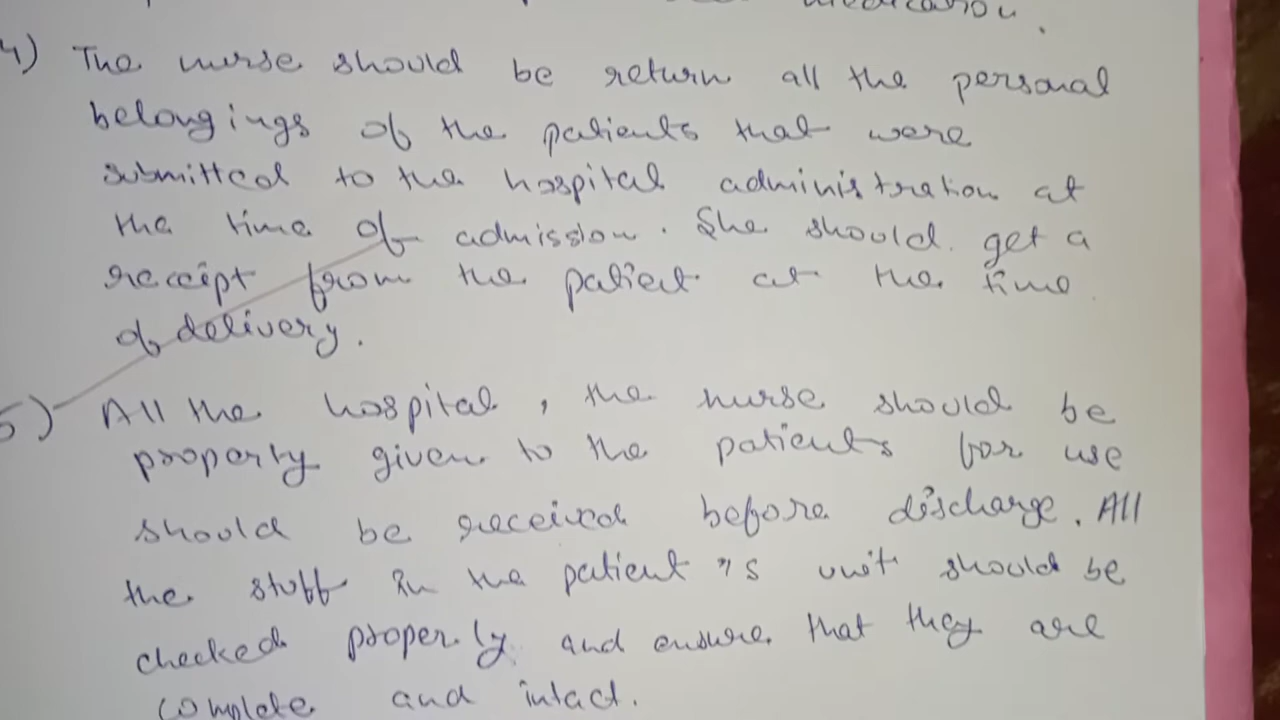 medication.
4) The nurse should be return all the personal
belongings of the patients that were
submitted to the hospital administration at
the time of admission. She should. get a
receipt from the patient at the time
of delivery.
5) All the hospital, the nurse should be
properly given to the patients for use
should be received before discharge. All
the stuff in the patient's unit should be
checked properly and ensure that they are
complete and intact.